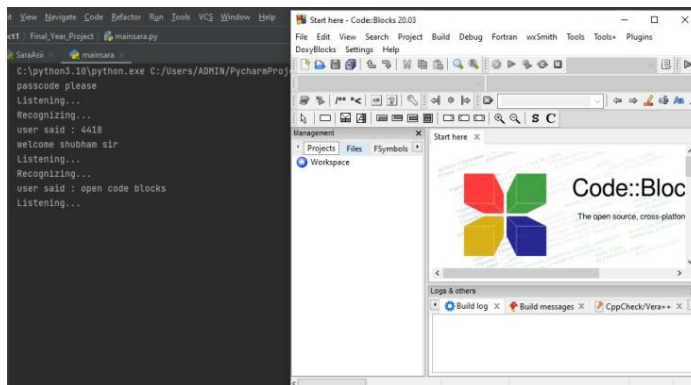 View Navigate Code Refactor Run Tools VCS Window Help
Final_Year_Project mainsara.py
SaraAsii mainsara
C:\python3.10\python.exe C:/Users/ADMIN/PycharmProj
passcode please
Listening...
Recognizing...
user said : 4418
welcome shubham sir
Listening...
Recognizing...
user said : open code blocks
Listening...
Start here - Code::Blocks 20.03
File Edit View Search Project Build Debug Fortran wxSmith Tools Tools+ Plugins
DoxyBlocks Settings Help
/** *<
S C
Management
Projects Files FSymbols
Workspace
Start here
Code::Bloc
The open source, cross-platfor
Logs & others
Build log Build messages CppCheck/Vera++